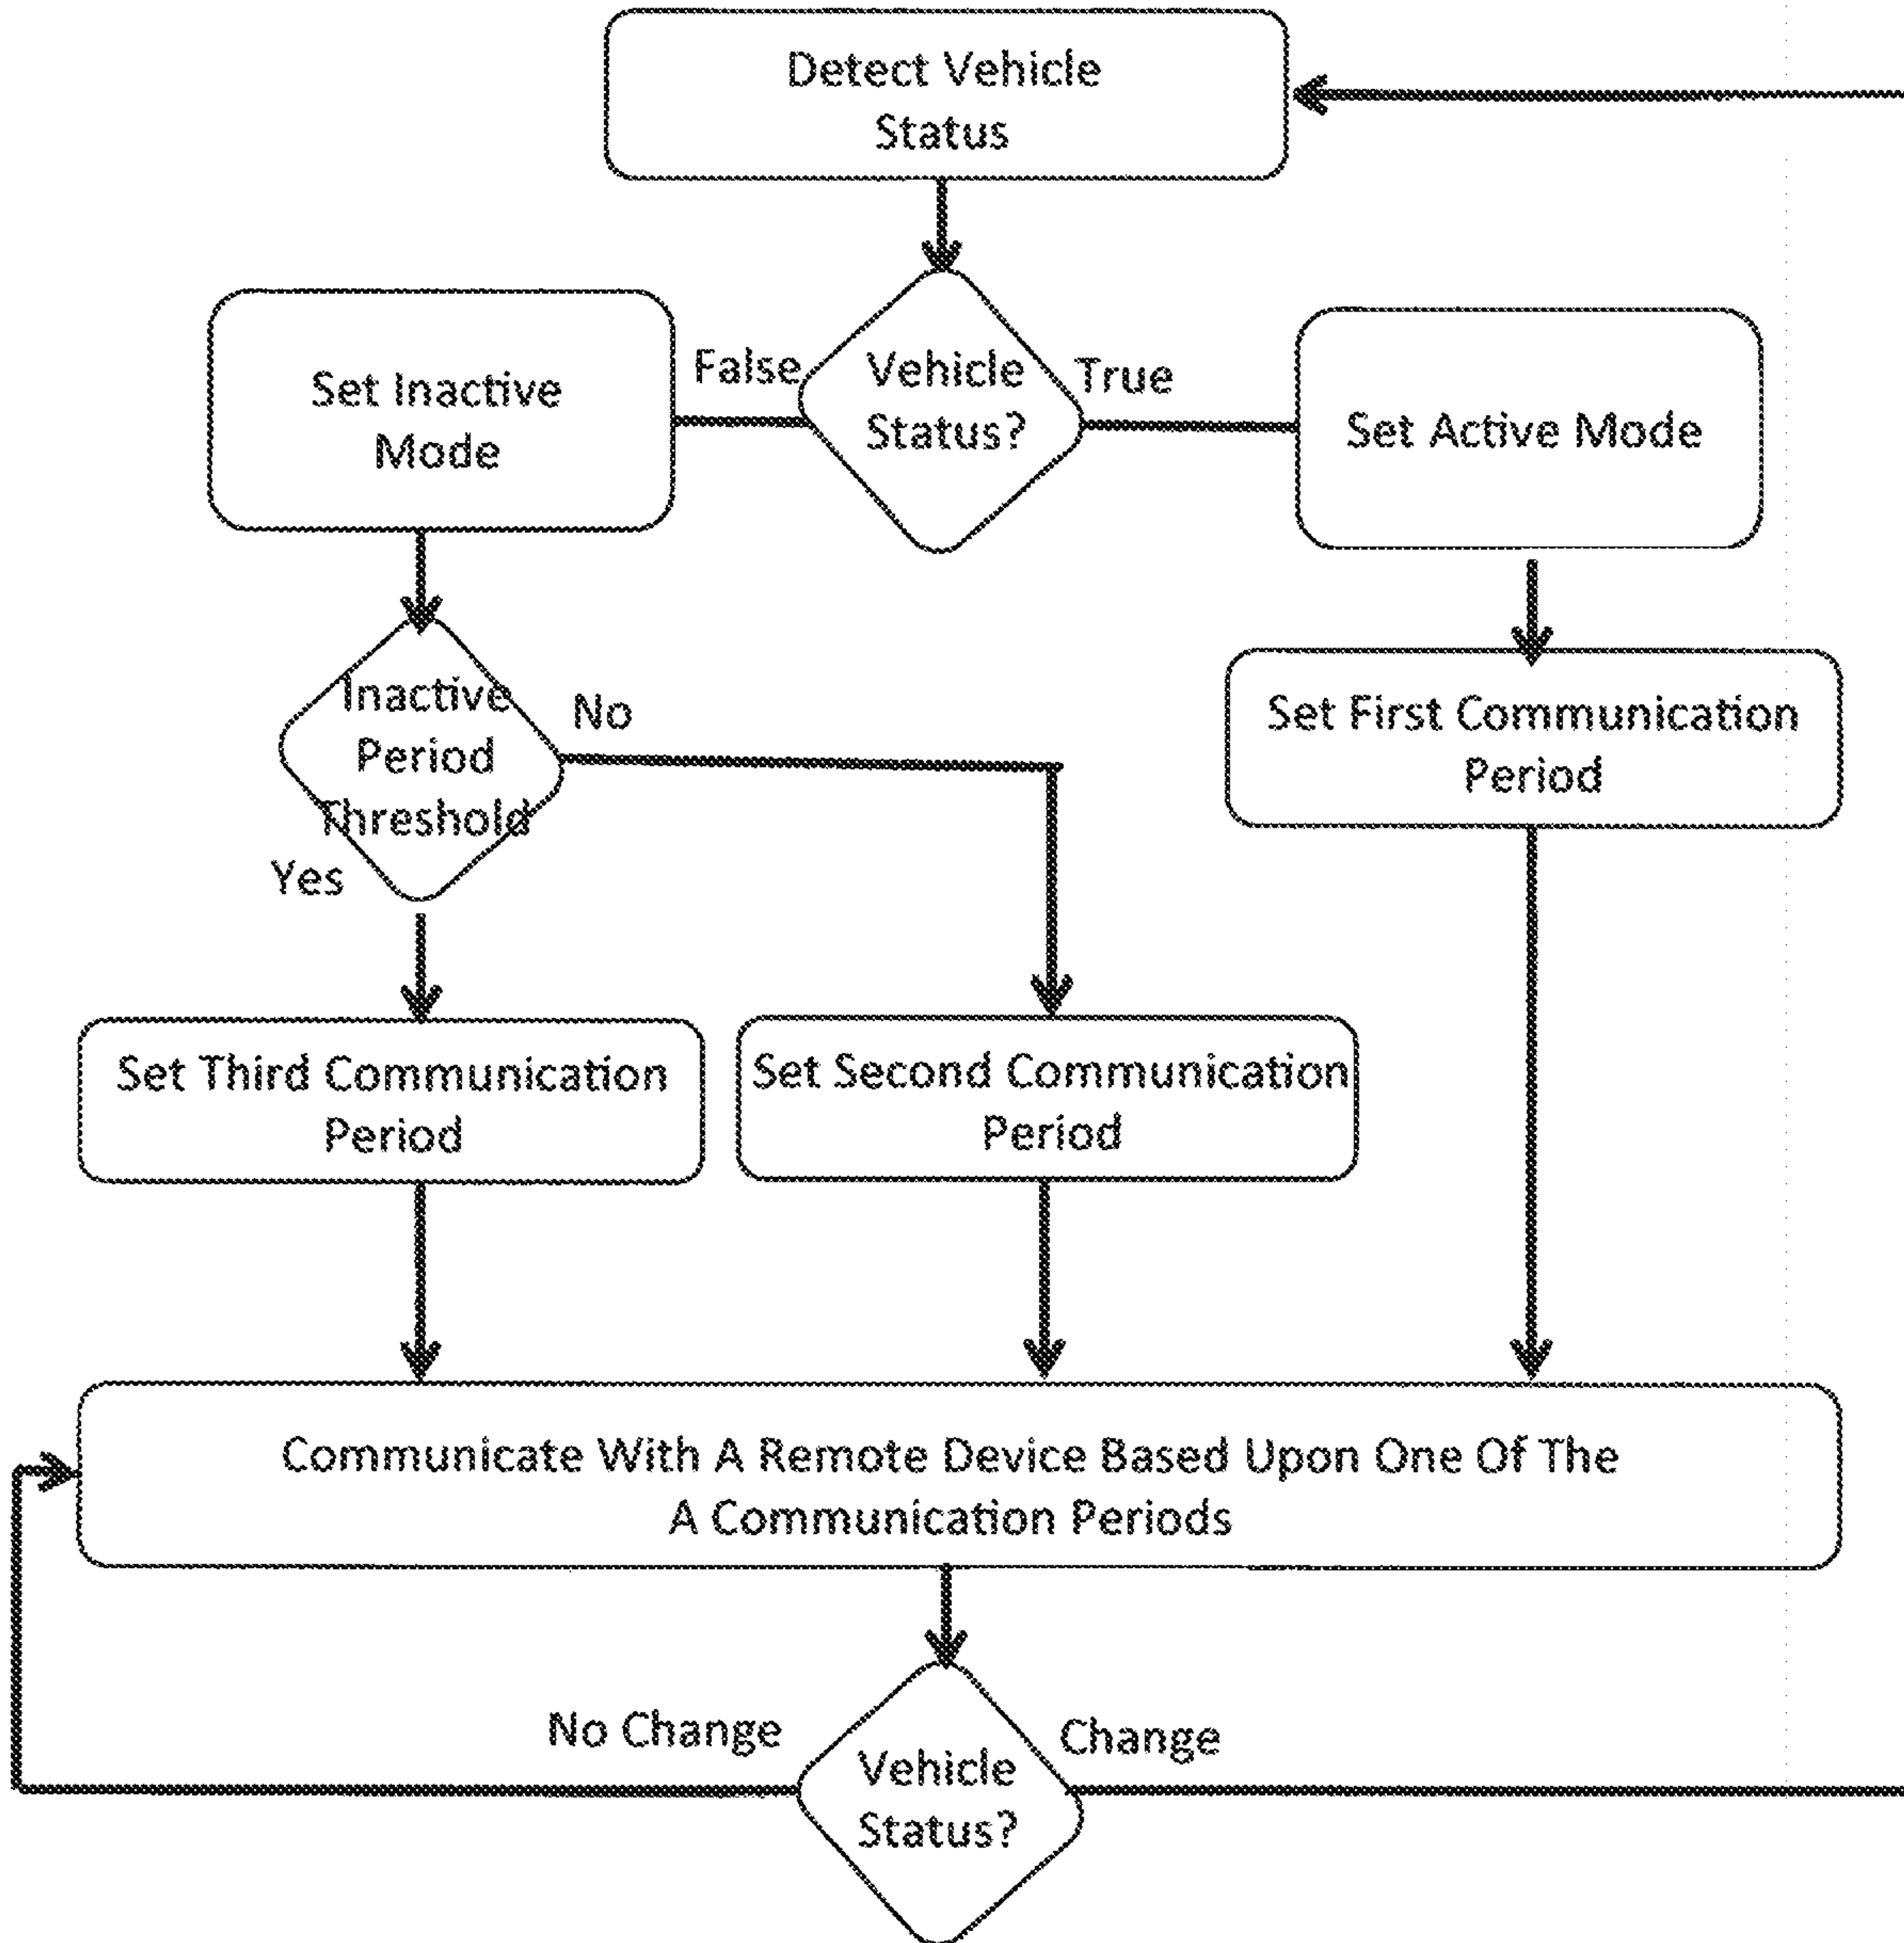 Detect Vehicle
Status
False
Vehicle
Status?
True
Set Inactive
Mode
Set Active Mode
Inactive
Period
Threshold
No
Yes
Set First Communication
Period
Set Third Communication
Period
Set Second Communication
Period
Communicate With A Remote Device Based Upon One Of The
A Communication Periods
No Change
Change
Vehicle
Status?